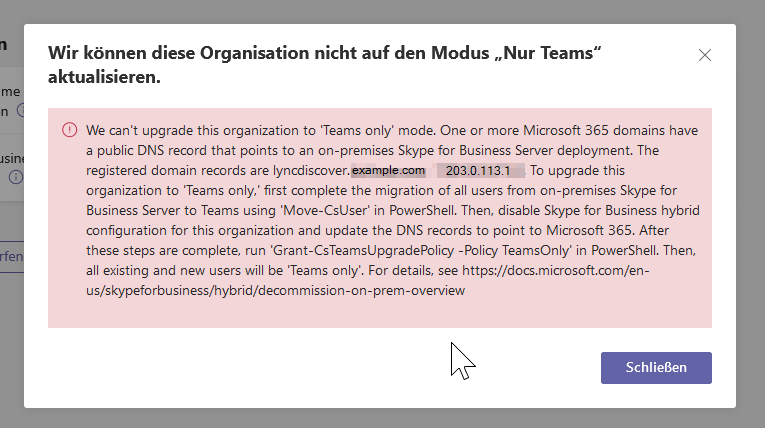 Wir können diese Organisation nicht auf den Modus „Nur Teams“
aktualisieren.
We can't upgrade this organization to 'Teams only' mode. One or more Microsoft 365 domains have
a public DNS record that points to an on-premises Skype for Business Server deployment. The
registered domain records are lyncdiscover.example.com 203.0.113.1 . To upgrade this
organization to 'Teams only,' first complete the migration of all users from on-premises Skype for
Business Server to Teams using 'Move-CsUser' in PowerShell. Then, disable Skype for Business hybrid
configuration for this organization and update the DNS records to point to Microsoft 365. After
these steps are complete, run 'Grant-CsTeamsUpgradePolicy -Policy TeamsOnly' in PowerShell. Then,
all existing and new users will be 'Teams only'. For details, see https://docs.microsoft.com/en-
us/skypeforbusiness/hybrid/decommission-on-prem-overview
Schließen